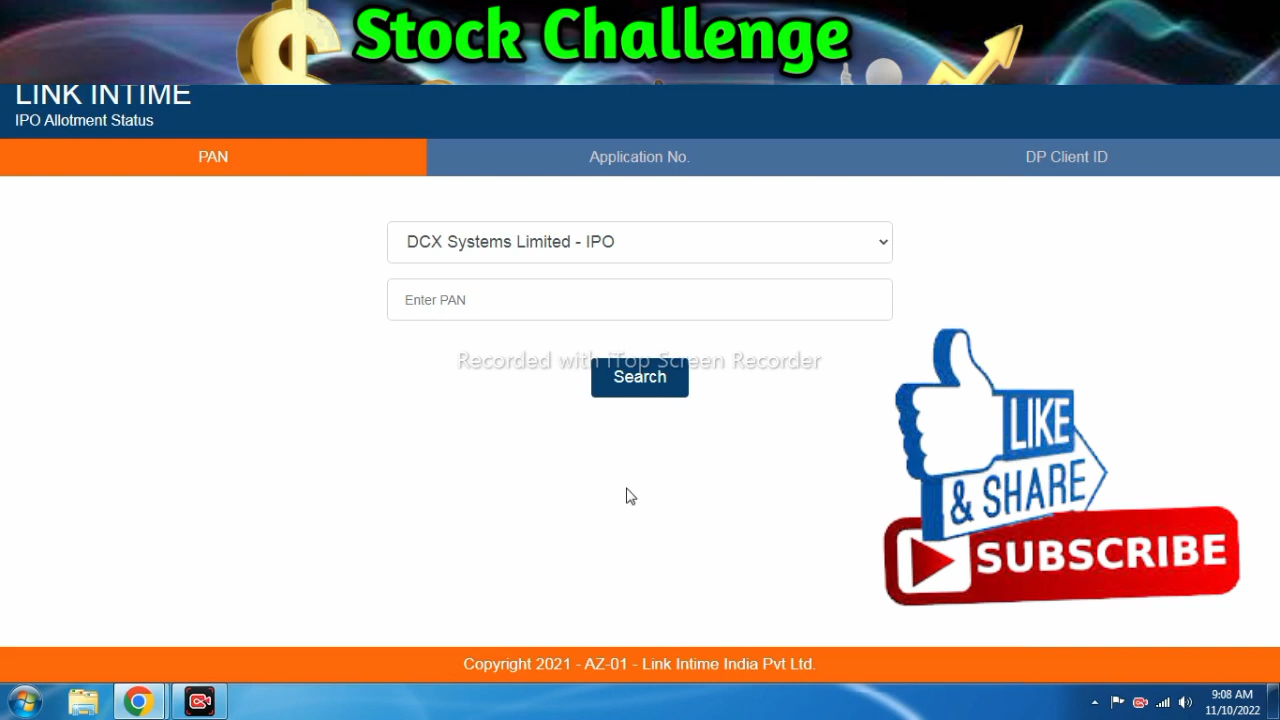 Stock Challenge
LINK INTIME
IPO Allotment Status
PAN
Application No.
DP Client ID
DCX Systems Limited - IPO
Enter PAN
Recorded with iTop Screen Recorder
Search
LIKE
& SHARE
SUBSCRIBE
Copyright 2021 - AZ-01 - Link Intime India Pvt Ltd.
9:08 AM
11/10/2022